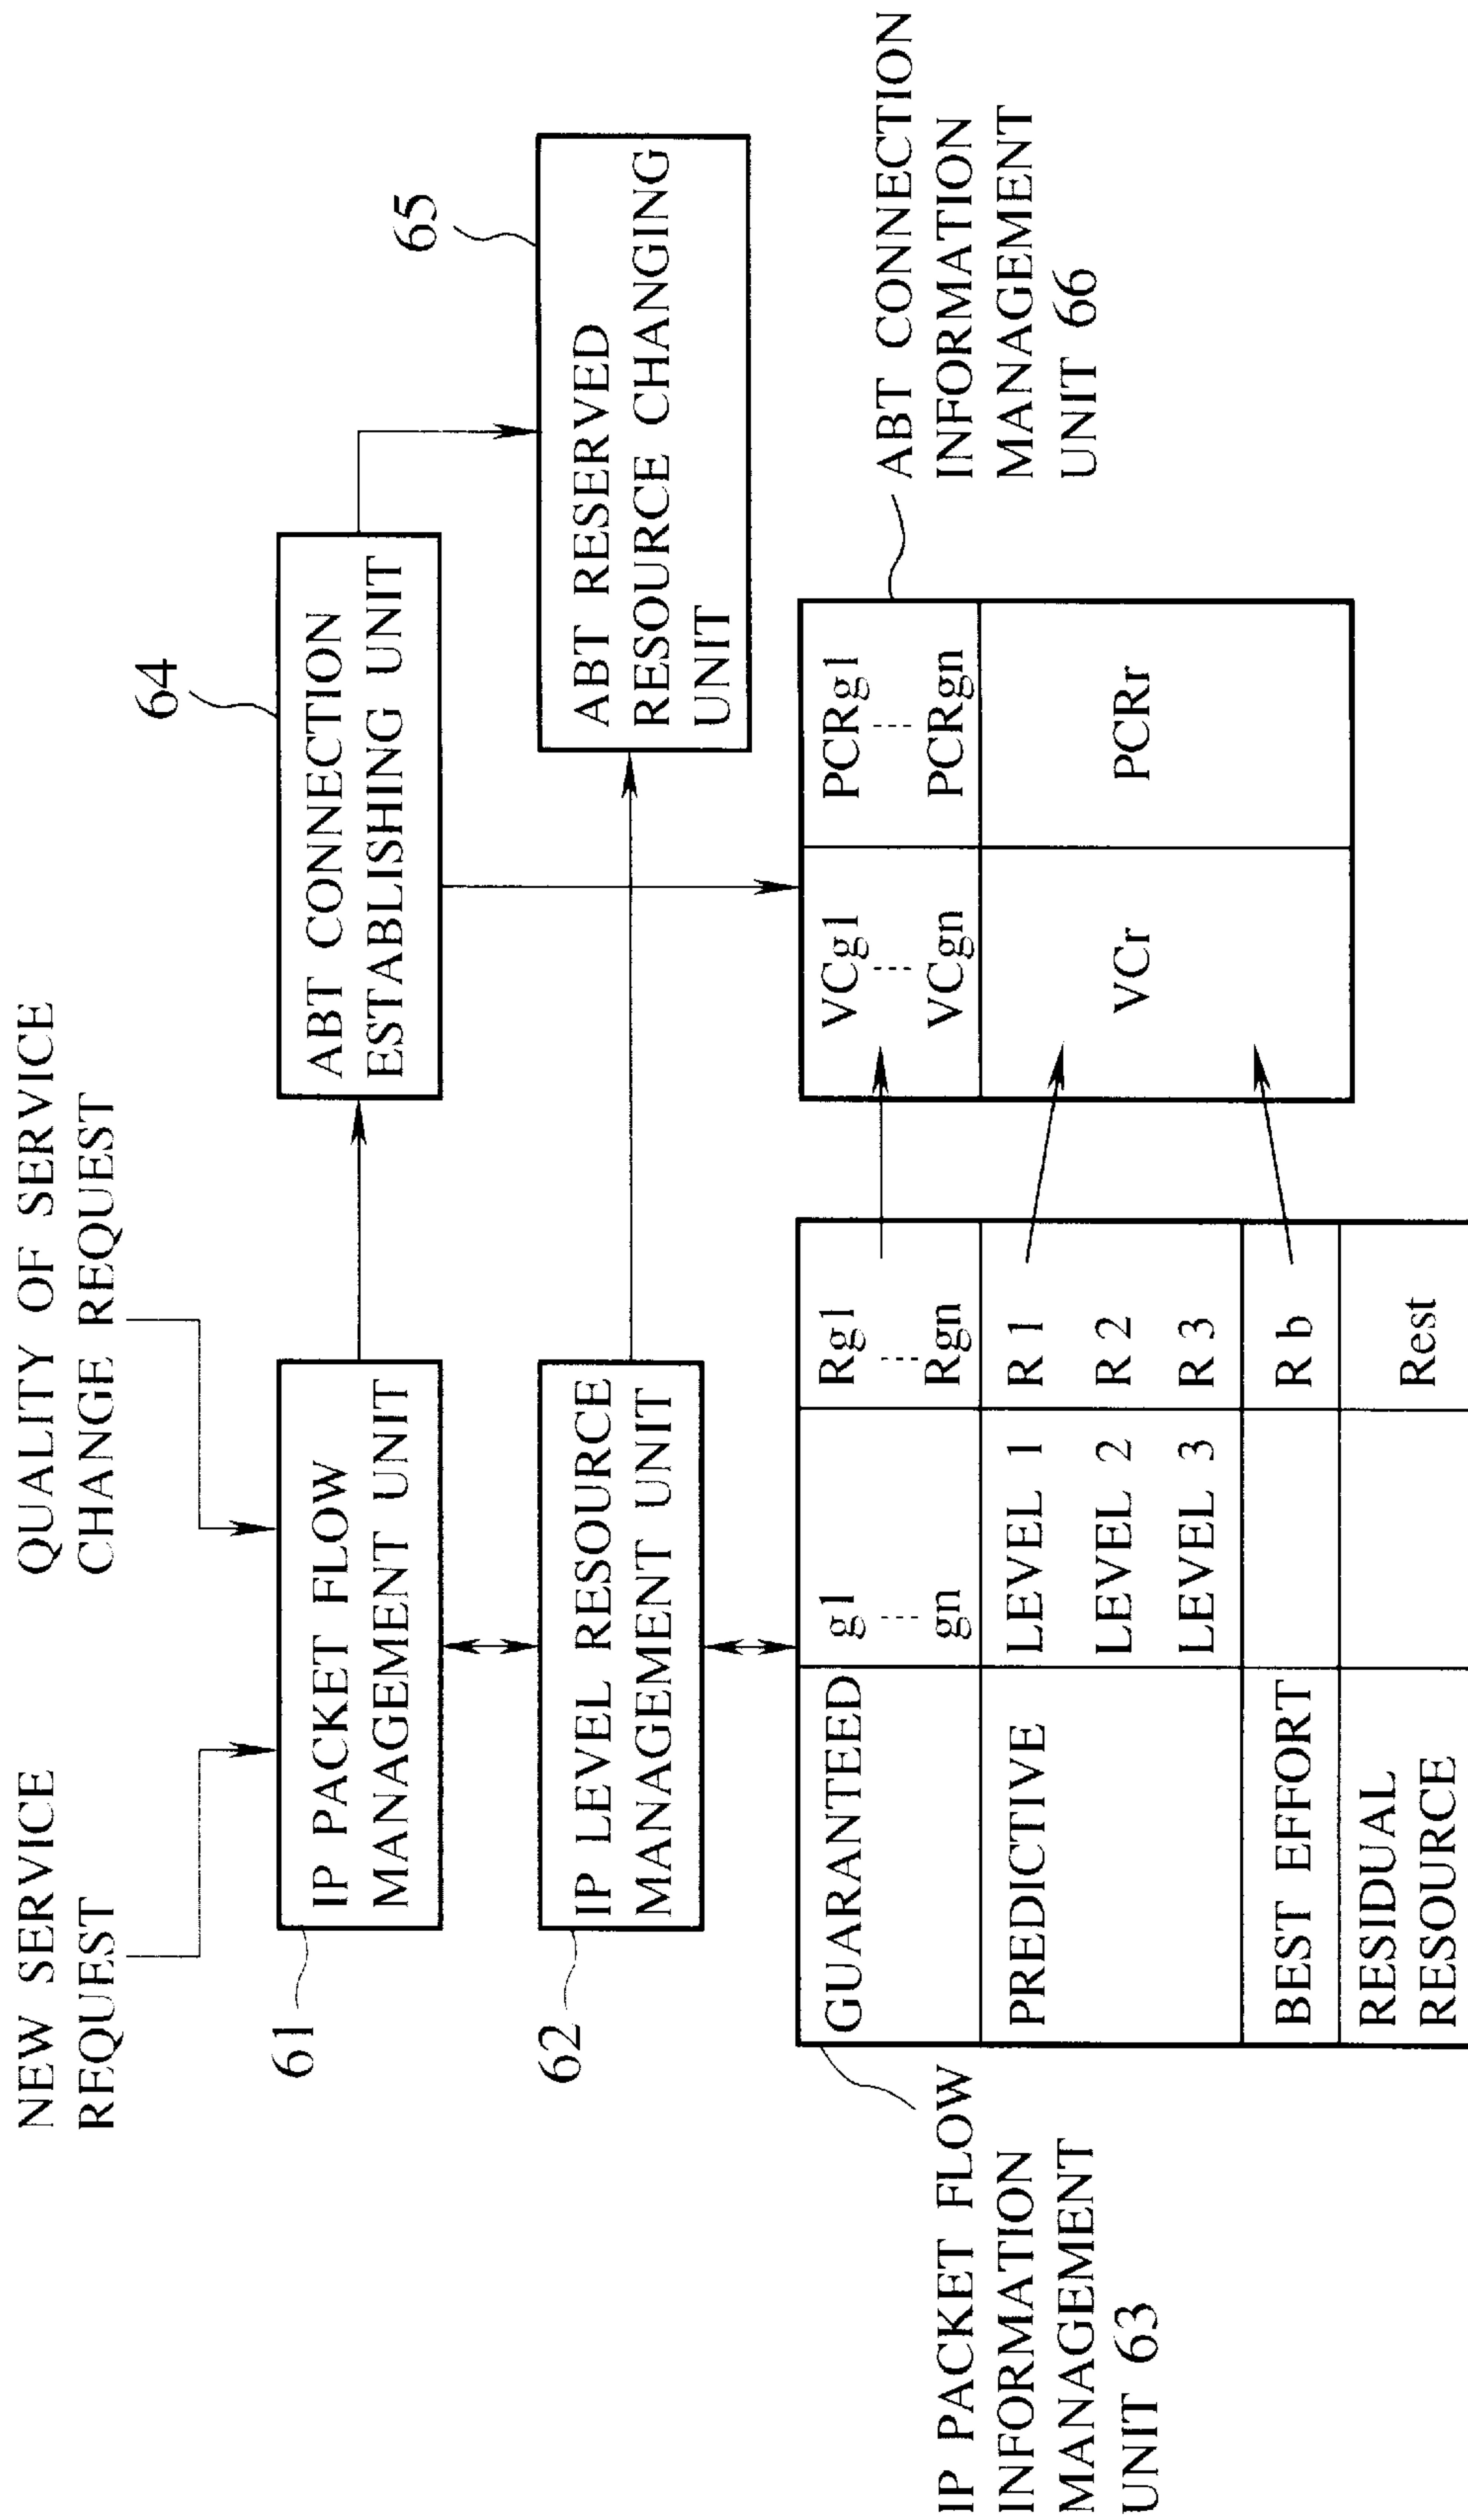 NEW SERVICE
REQUEST
QUALITY OF SERVICE
CHANGE REQUEST
61
IP PACKET FLOW
MANAGEMENT UNIT
64
ABT CONNECTION
ESTABLISHING UNIT
62
IP LEVEL RESOURCE
MANAGEMENT UNIT
65
ABT RESERVED
RESOURCE CHANGING
UNIT
IP PACKET FLOW
INFORMATION
MANAGEMENT
UNIT 63
GUARANTEED
g1
gn
Rg1
Rgn
PREDICTIVE
LEVEL 1
R 1
LEVEL 2
R 2
LEVEL 3
R 3
BEST EFFORT
R b
RESIDUAL
RESOURCE
Rest
VCg1
VCgn
PCRg1
PCRgn
VCr
PCRr
ABT CONNECTION
INFORMATION
MANAGEMENT
UNIT 66